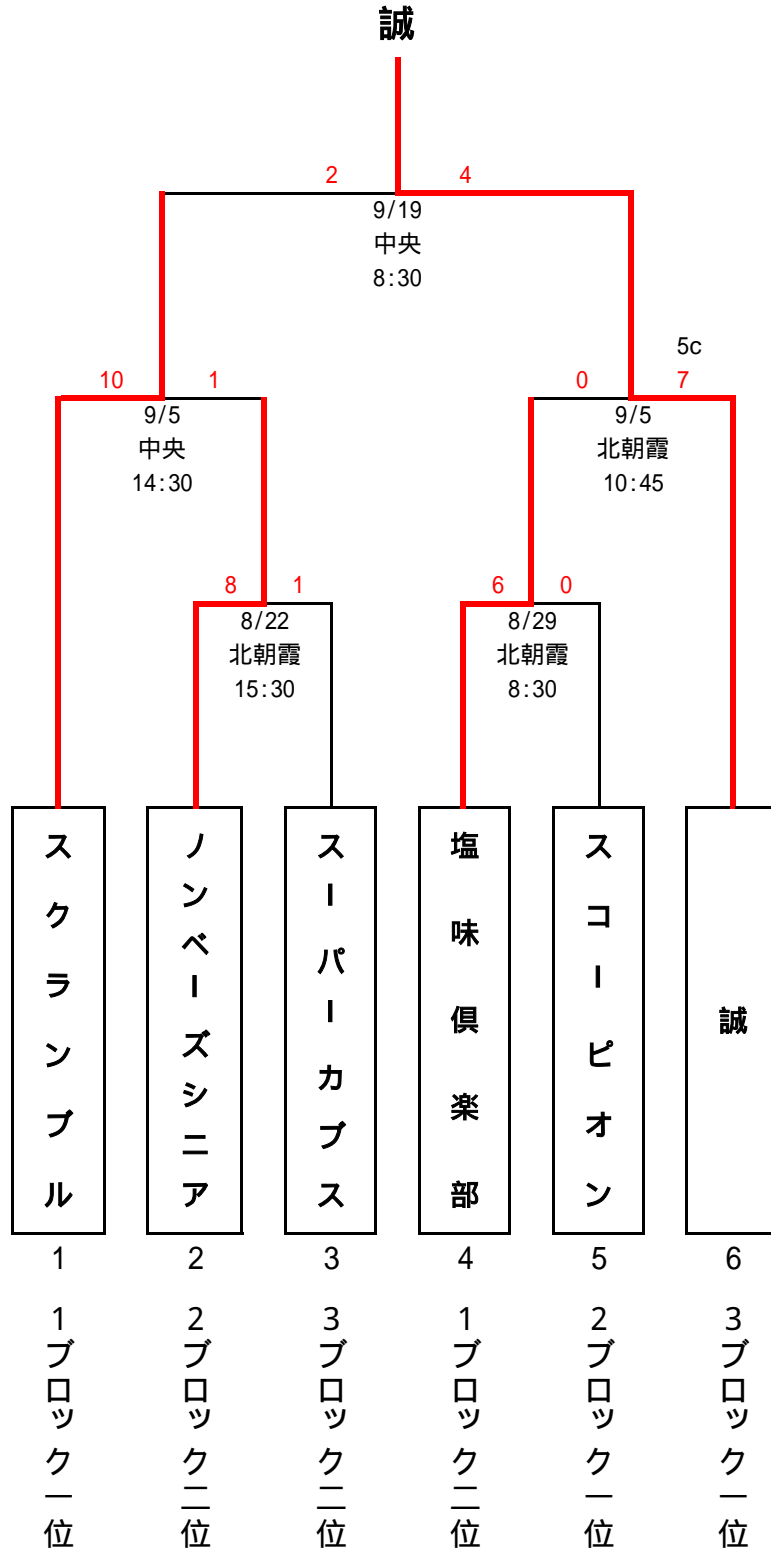 誠
2 4
9/19
中央
8:30
5c
10 1
0 7
9/5
中央
14:30
9/5
北朝霞
10:45
8 1
6 0
8/22
北朝霞
15:30
8/29
北朝霞
8:30
スクランブル
ノンベーズシニア
スーパーカブス
塩味倶楽部
スコーピオン
誠
1 2 3 4 5 6
1ブロック一位
2ブロック二位
3ブロック二位
1ブロック二位
2ブロック一位
3ブロック一位